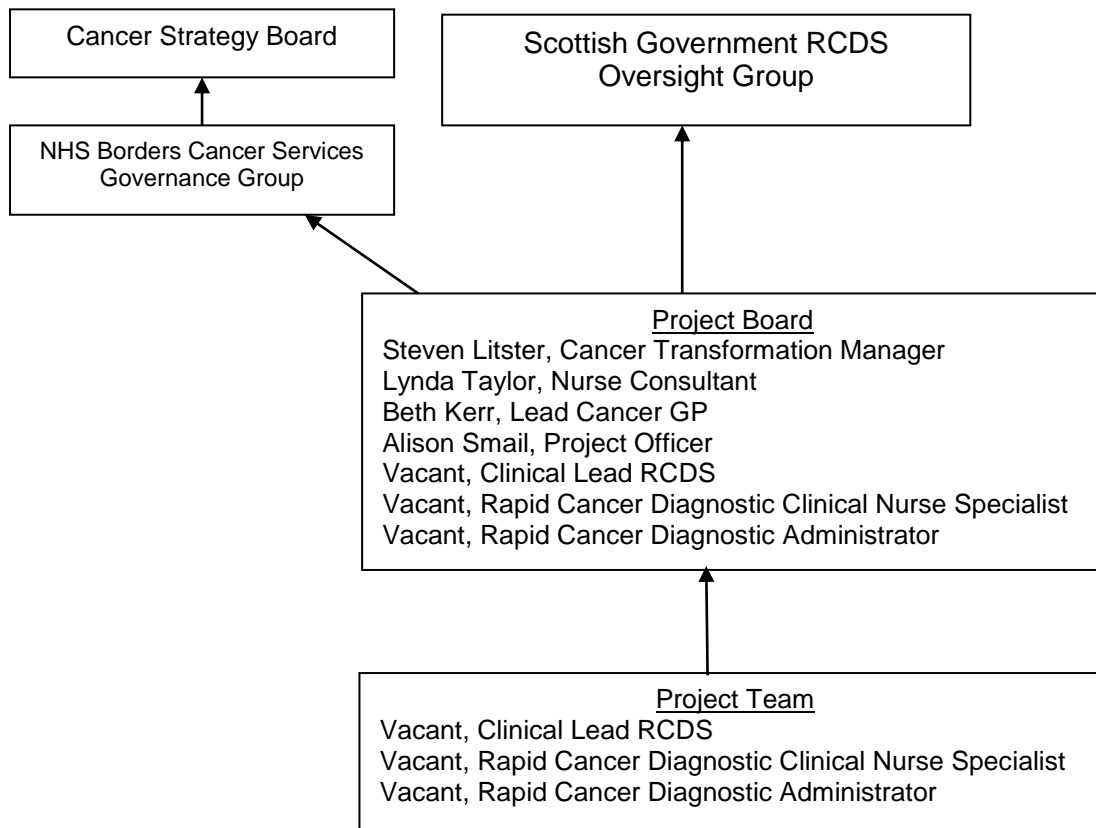 Cancer Strategy Board
Scottish Government RCDS
Oversight Group
NHS Borders Cancer Services
Governance Group
Project Board
Steven Litster, Cancer Transformation Manager
Lynda Taylor, Nurse Consultant
Beth Kerr, Lead Cancer GP
Alison Smail, Project Officer
Vacant, Clinical Lead RCDS
Vacant, Rapid Cancer Diagnostic Clinical Nurse Specialist
Vacant, Rapid Cancer Diagnostic Administrator
Project Team
Vacant, Clinical Lead RCDS
Vacant, Rapid Cancer Diagnostic Clinical Nurse Specialist
Vacant, Rapid Cancer Diagnostic Administrator